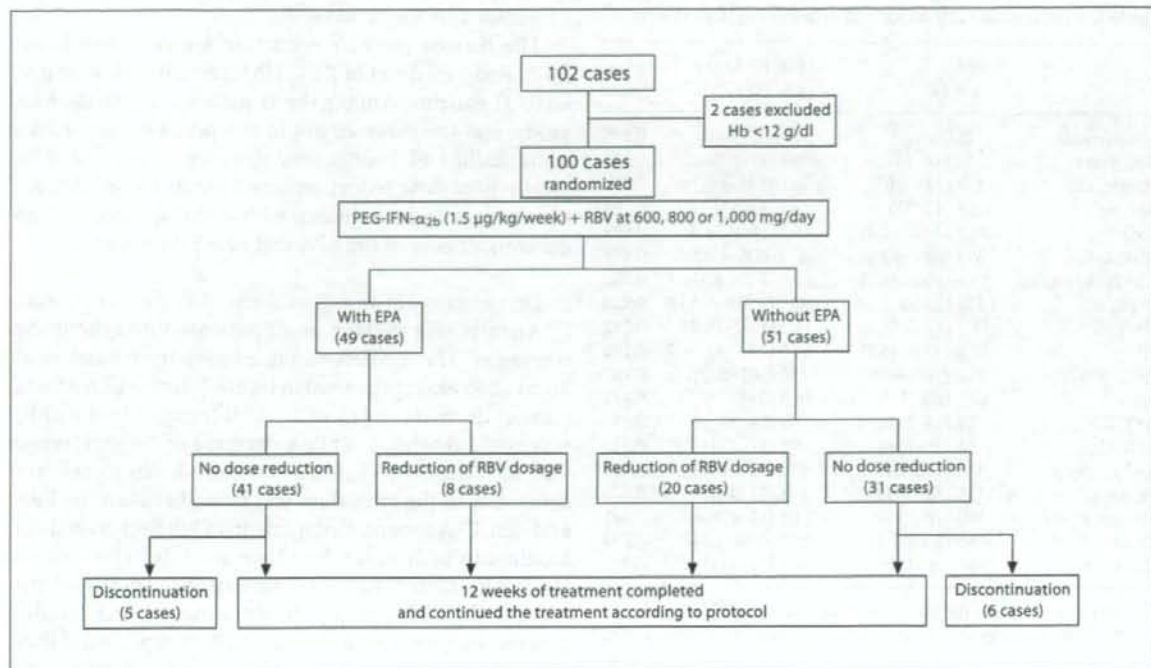 102 cases
2 cases excluded
Hb <12 g/dl
100 cases
randomized
PEG-IFN-α2b (1.5 μg/kg/week) + RBV at 600, 800 or 1,000 mg/day
With EPA
(49 cases)
Without EPA
(51 cases)
No dose reduction
(41 cases)
Reduction of RBV dosage
(8 cases)
Reduction of RBV dosage
(20 cases)
No dose reduction
(31 cases)
Discontinuation
(5 cases)
12 weeks of treatment completed
and continued the treatment according to protocol
Discontinuation
(6 cases)